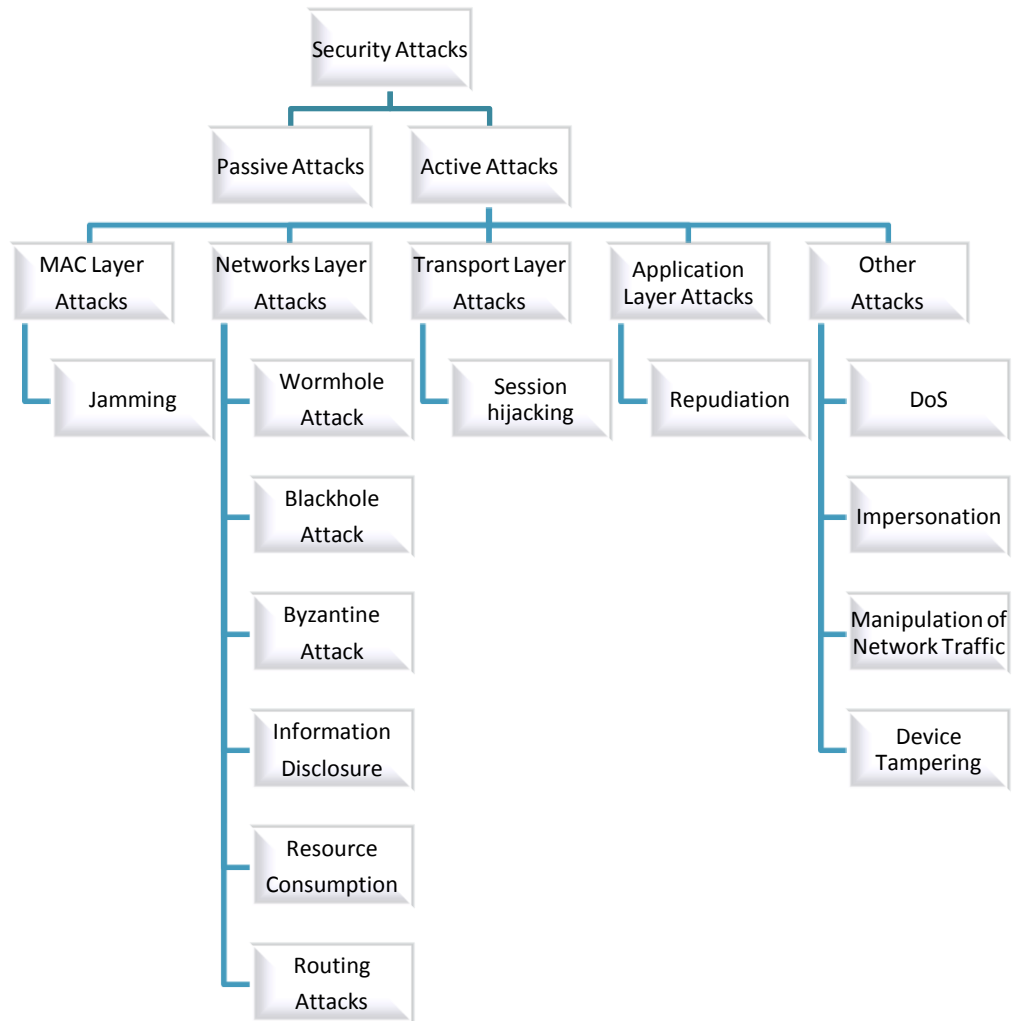 Security Attacks
Passive Attacks
Active Attacks
MAC Layer
Attacks
Networks Layer
Attacks
Transport Layer
Attacks
Application
Layer Attacks
Other
Attacks
Jamming
Wormhole
Attack
Blackhole
Attack
Byzantine
Attack
Information
Disclosure
Resource
Consumption
Routing
Attacks
Session
hijacking
Repudiation
DoS
Impersonation
Manipulation of
Network Traffic
Device
Tampering